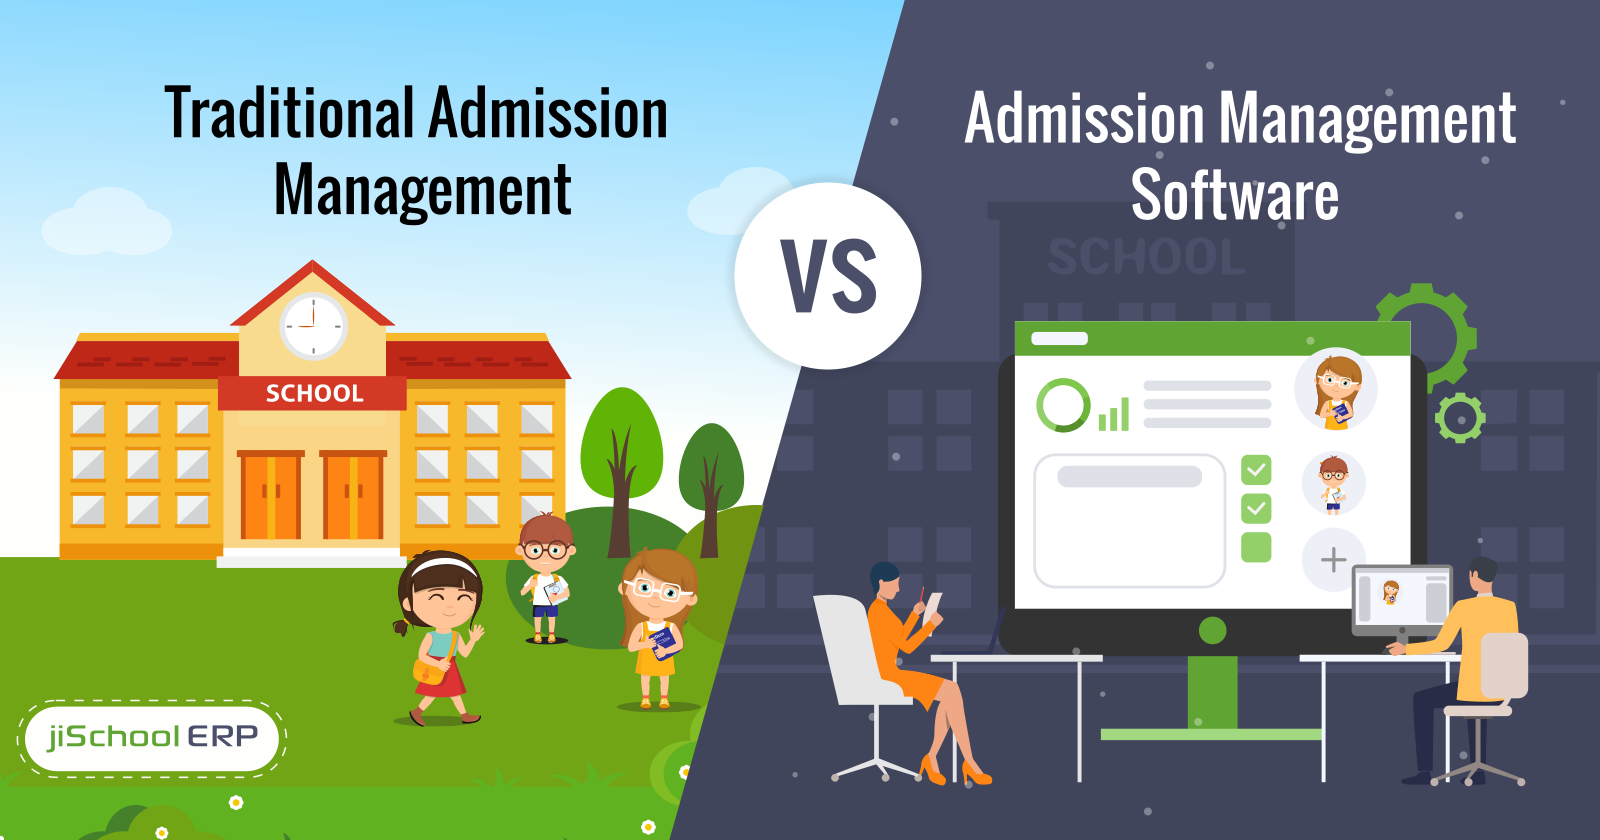 Traditional Admission
Management
VS
Admission Management
Software
SCHOOL
SCHOOL
jiSchool ERP